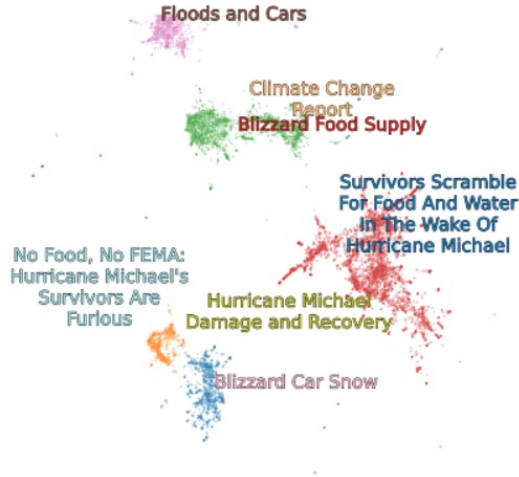 Floods and Cars
Climate Change
Report
Blizzard Food Supply
Survivors Scramble
For Food And Water
In The Wake Of
Hurricane Michael
No Food, No FEMA:
Hurricane Michael's
Survivors Are
Furious
Hurricane Michael
Damage and Recovery
Blizzard Car Snow